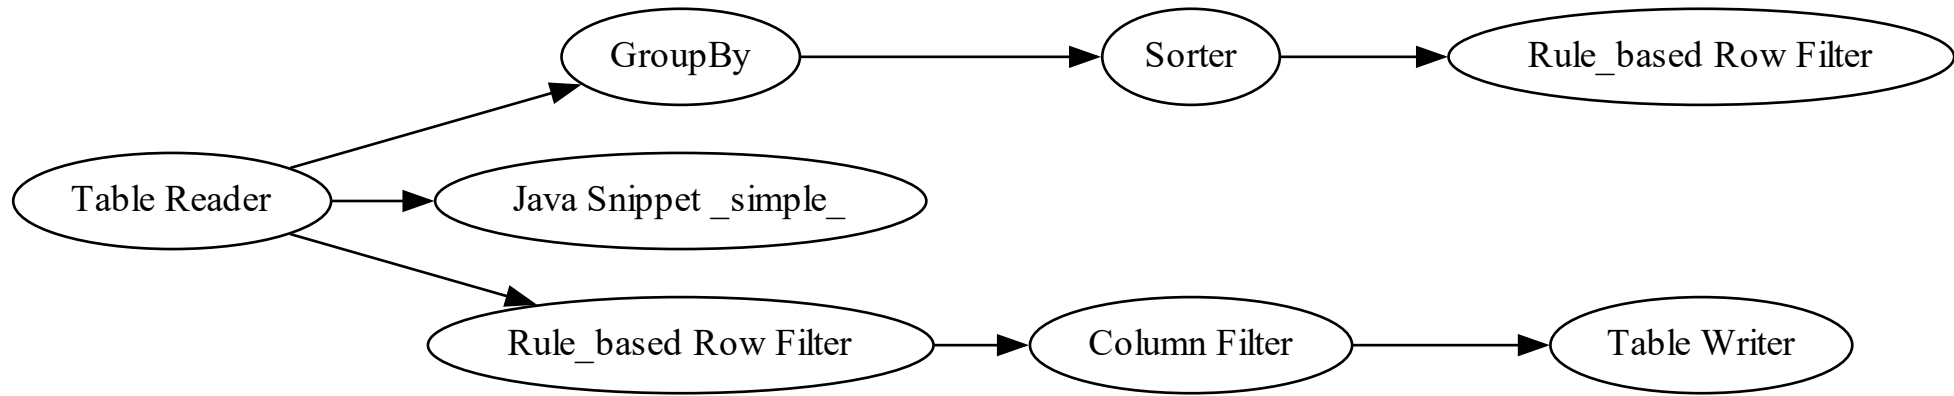 GroupBy
Sorter
Rule_based Row Filter
Table Reader
Java Snippet _simple_
Rule_based Row Filter
Column Filter
Table Writer